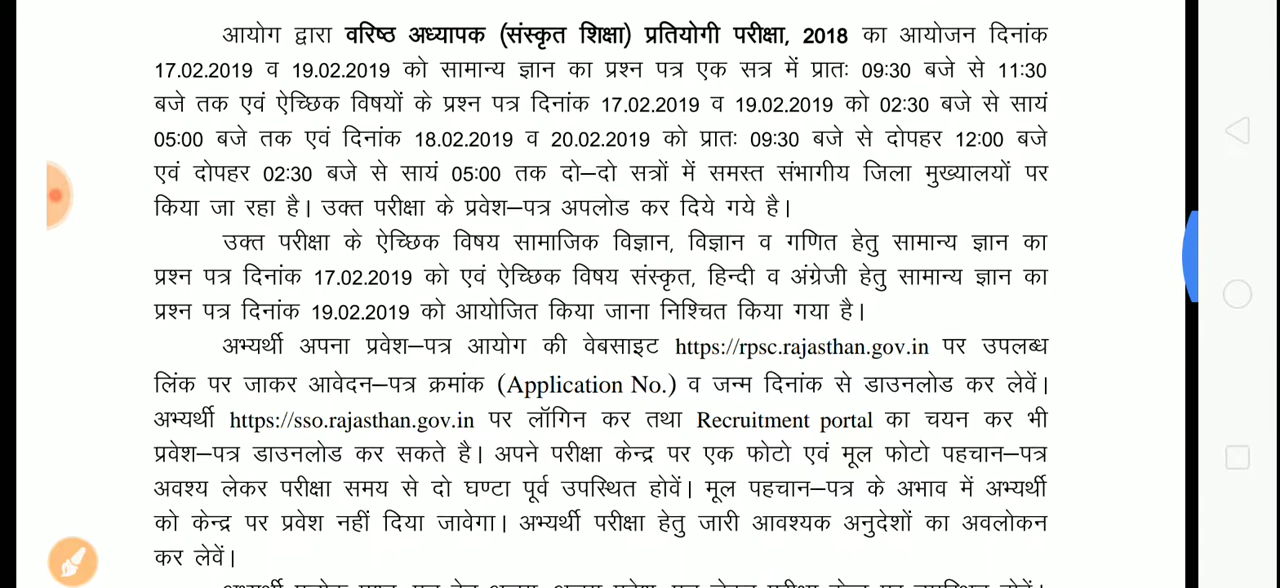 आयोग द्वारा वरिष्ठ अध्यापक (संस्कृत शिक्षा) प्रतियोगी परीक्षा, 2018 का आयोजन दिनांक
17.02.2019 व 19.02.2019 को सामान्य ज्ञान का प्रश्न पत्र एक सत्र में प्रातः 09:30 बजे से 11:30
बजे तक एवं ऐच्छिक विषयों के प्रश्न पत्र दिनांक 17.02.2019 व 19.02.2019 को 02:30 बजे से सायं
05:00 बजे तक एवं दिनांक 18.02.2019 व 20.02.2019 को प्रातः 09:30 बजे से दोपहर 12:00 बजे
एवं दोपहर 02:30 बजे से सायं 05:00 तक दो–दो सत्रों में समस्त संभागीय जिला मुख्यालयों पर
किया जा रहा है। उक्त परीक्षा के प्रवेश–पत्र अपलोड कर दिये गये है।
उक्त परीक्षा के ऐच्छिक विषय सामाजिक विज्ञान, विज्ञान व गणित हेतु सामान्य ज्ञान का
प्रश्न पत्र दिनांक 17.02.2019 को एवं ऐच्छिक विषय संस्कृत, हिन्दी व अंग्रेजी हेतु सामान्य ज्ञान का
प्रश्न पत्र दिनांक 19.02.2019 को आयोजित किया जाना निश्चित किया गया है।
अभ्यर्थी अपना प्रवेश–पत्र आयोग की वेबसाइट https://rpsc.rajasthan.gov.in पर उपलब्ध
लिंक पर जाकर आवेदन–पत्र क्रमांक (Application No.) व जन्म दिनांक से डाउनलोड कर लेवें।
अभ्यर्थी https://sso.rajasthan.gov.in पर लॉगिन कर तथा Recruitment portal का चयन कर भी
प्रवेश–पत्र डाउनलोड कर सकते है। अपने परीक्षा केन्द्र पर एक फोटो एवं मूल फोटो पहचान–पत्र
अवश्य लेकर परीक्षा समय से दो घण्टा पूर्व उपस्थित होवें। मूल पहचान–पत्र के अभाव में अभ्यर्थी
को केन्द्र पर प्रवेश नहीं दिया जावेगा। अभ्यर्थी परीक्षा हेतु जारी आवश्यक अनुदेशों का अवलोकन
कर लेवें।